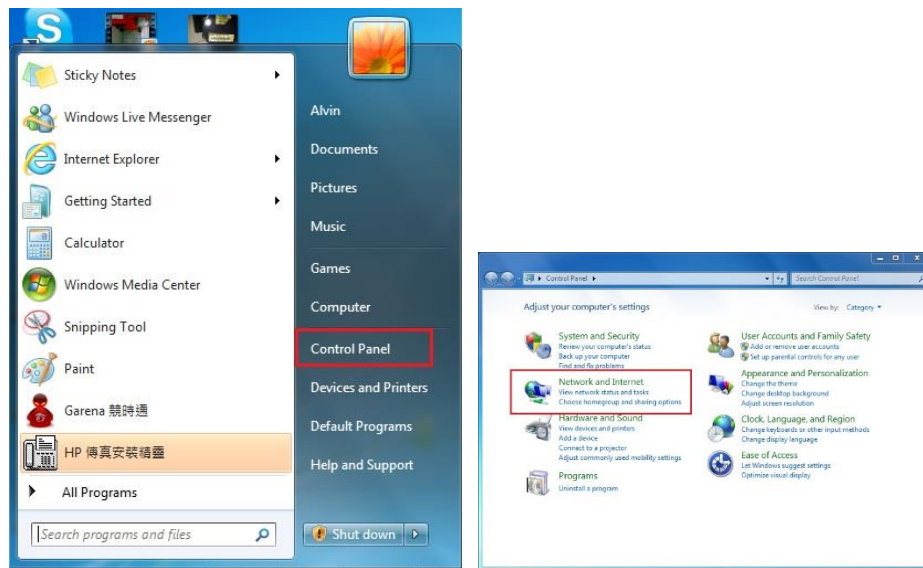 S
Sticky Notes
Windows Live Messenger
Internet Explorer
Getting Started
Calculator
Windows Media Center
Snipping Tool
Paint
Garena 競時通
HP 傳真安裝精靈
All Programs
Search programs and files
Alvin
Documents
Pictures
Music
Games
Computer
Control Panel
Devices and Printers
Default Programs
Help and Support
Shut down
Control Panel
Search Control Panel
Adjust your computer's settings
View by: Category
System and Security
Review your computer's status
Back up your computer
Find and fix problems
Network and Internet
View network status and tasks
Choose homegroup and sharing options
Hardware and Sound
View devices and printers
Add a device
Connect to a projector
Adjust commonly used mobility settings
Programs
Uninstall a program
User Accounts and Family Safety
Add or remove user accounts
Set up parental controls for any user
Appearance and Personalization
Change the theme
Change desktop background
Adjust screen resolution
Clock, Language, and Region
Change keyboards or other input methods
Change display language
Ease of Access
Let Windows suggest settings
Optimize visual display